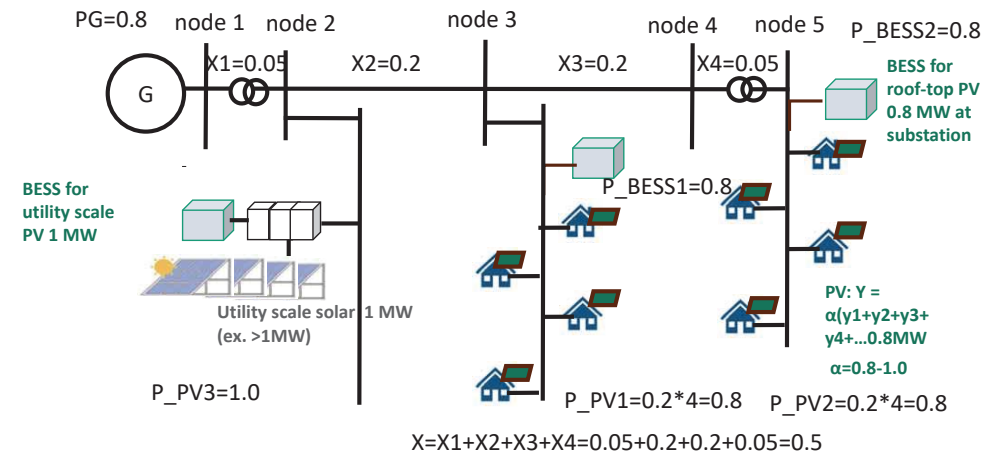 PG=0.8
node 1
node 2
node 3
node 4
node 5
P_BESS2=0.8
X1=0.05
X2=0.2
X3=0.2
X4=0.05
G
BESS for
roof-top PV
0.8 MW at
substation
P_BESS1=0.8
BESS for
utility scale
PV 1 MW
Utility scale solar 1 MW
(ex. >1MW)
PV: Y =
α(y1+y2+y3+
y4+...0.8MW
α=0.8-1.0
P_PV3=1.0
P_PV1=0.2*4=0.8
P_PV2=0.2*4=0.8
X=X1+X2+X3+X4=0.05+0.2+0.2+0.05=0.5